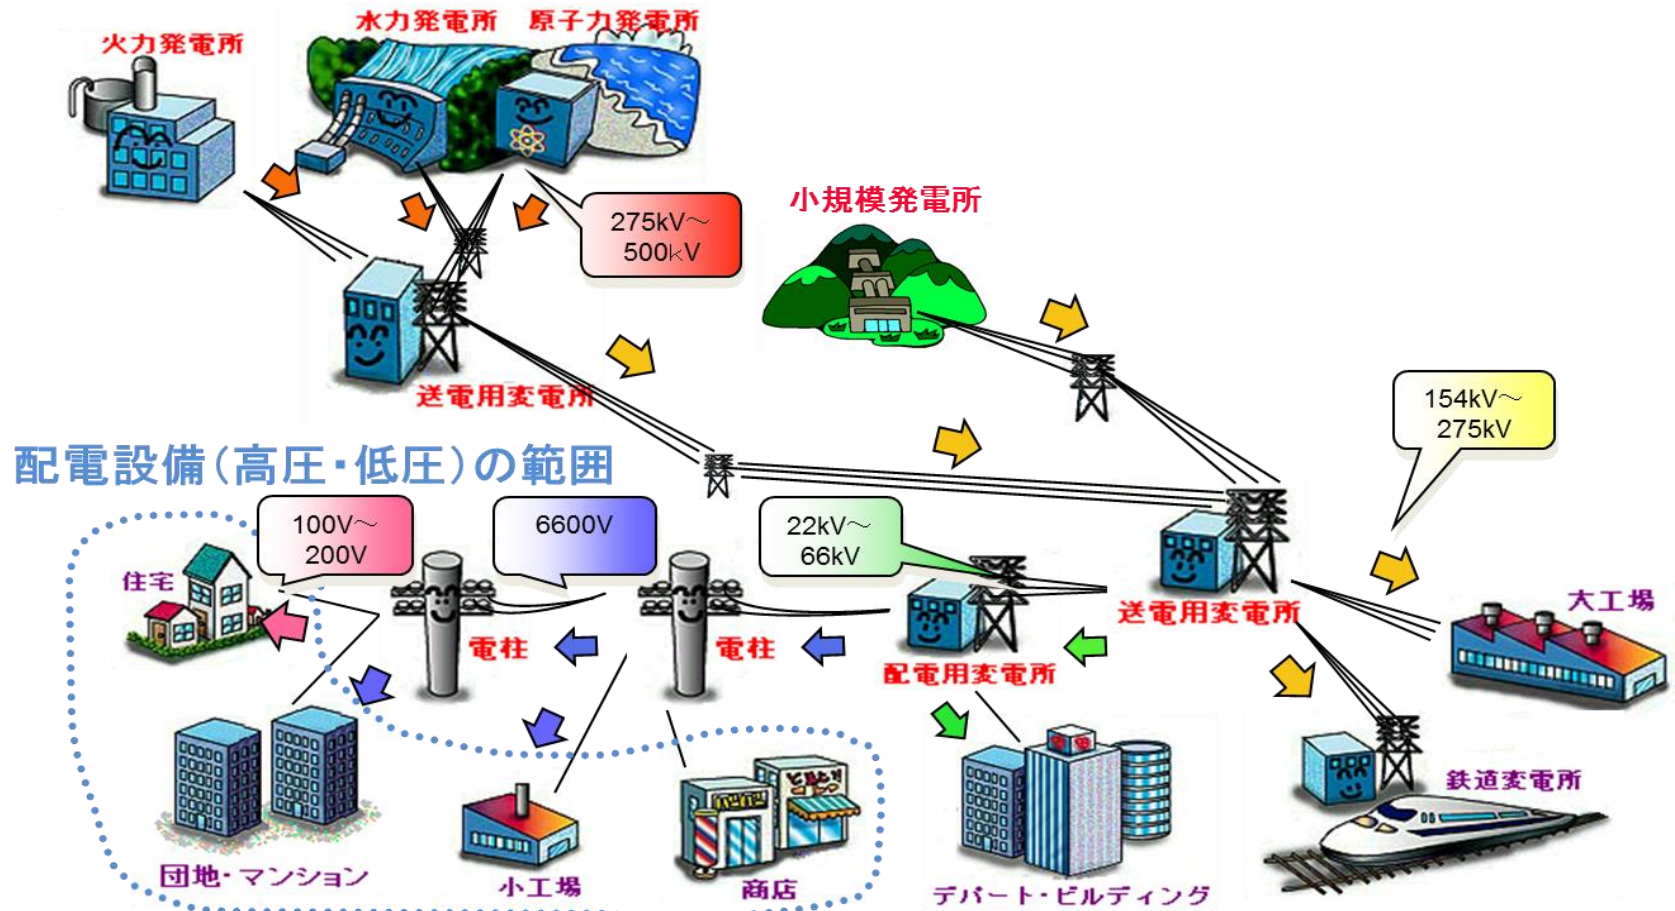 水力発電所
原子力発電所
火力発電所
275kV～
500kV
小規模発電所
送電用変電所
154kV～
275kV
配電設備(高圧・低圧)の範囲
100V～
200V
6600V
22kV～
66kV
住宅
電柱
電柱
配電用変電所
送電用変電所
大工場
鉄道変電所
団地・マンション
小工場
商店
デパート・ビルディング